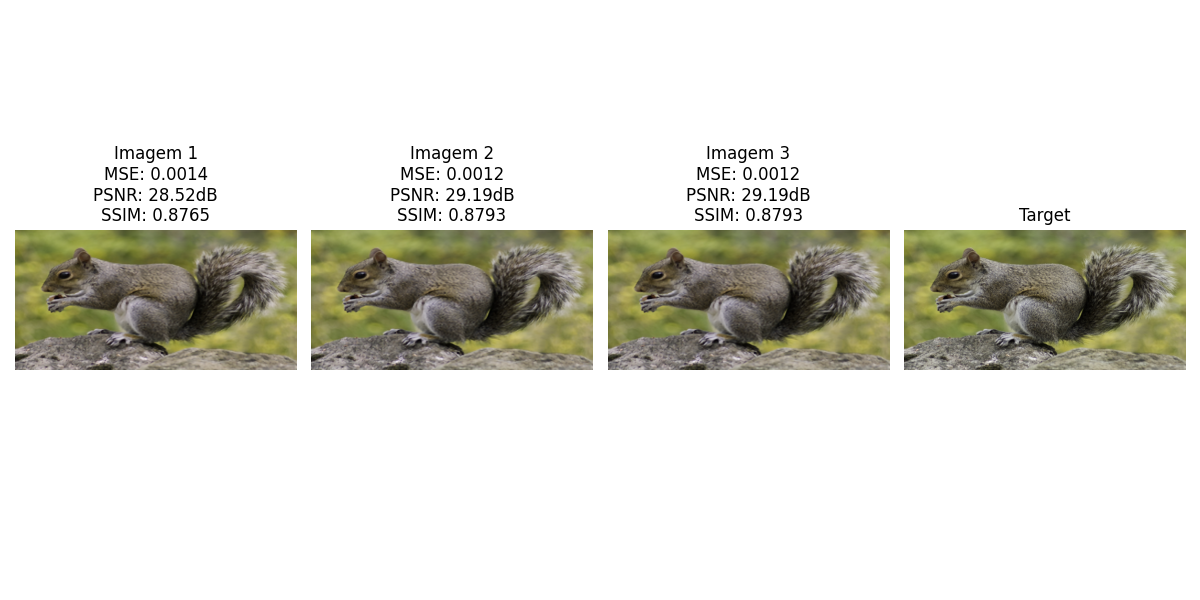 Imagem 1
MSE: 0.0014
PSNR: 28.52dB
SSIM: 0.8765
Imagem 2
MSE: 0.0012
PSNR: 29.19dB
SSIM: 0.8793
Imagem 3
MSE: 0.0012
PSNR: 29.19dB
SSIM: 0.8793
Target